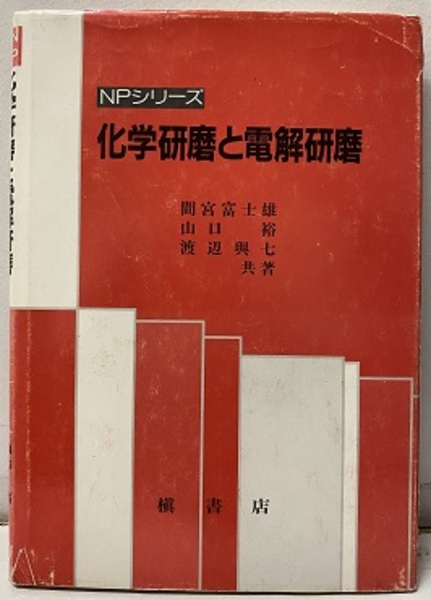 NPシリーズ
化学研磨と電解研磨
間宮富士雄
山口 裕
渡辺與七
共著
槇書店